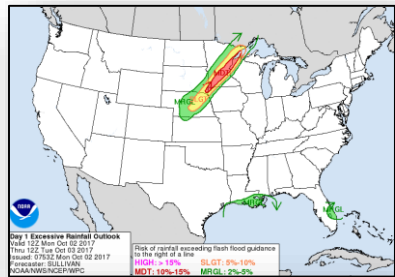 MDT
SLGT
MRGL
MRGL
MRGL
NOAA
Day 1 Excessive Rainfall Outlook
Valid 12Z Mon Oct 02 2017
Thru 12Z Tue Oct 03 2017
Issued: 0753Z Mon Oct 02 2017
Forecaster: SULLIVAN
NOAA/NWS/NCEP/WPC
Risk of rainfall exceeding flash flood guidance
to the right of a line
HIGH: > 15% SLGT: 5%-10%
MDT: 10%-15% MRGL: 2%-5%